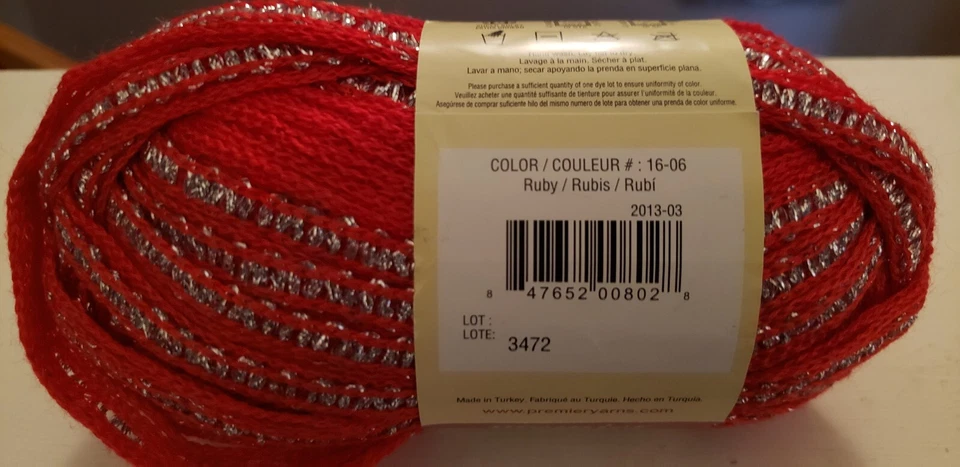 Lavage à la main. Sécher à plat.
Lavar a mano; secar apoyando la prenda en superficie plana.
Please purchase a sufficient quantity of one dye lot to ensure uniformity of color.
Veuillez acheter une quantité suffisante de tienture pour assurer l'uniformité de la couleur.
Asegúrese de comprar suficiente hilo del mismo numero de lote para obtener una prenda de color uniforme.
COLOR / COULEUR # : 16-06
Ruby / Rubis / Rubí
2013-03
8 47652 00802 8
LOT :
LOTE: 3472
Made in Turkey, Fabriqué au Turquie, Hecho en Turquía.
www.premieryarns.com